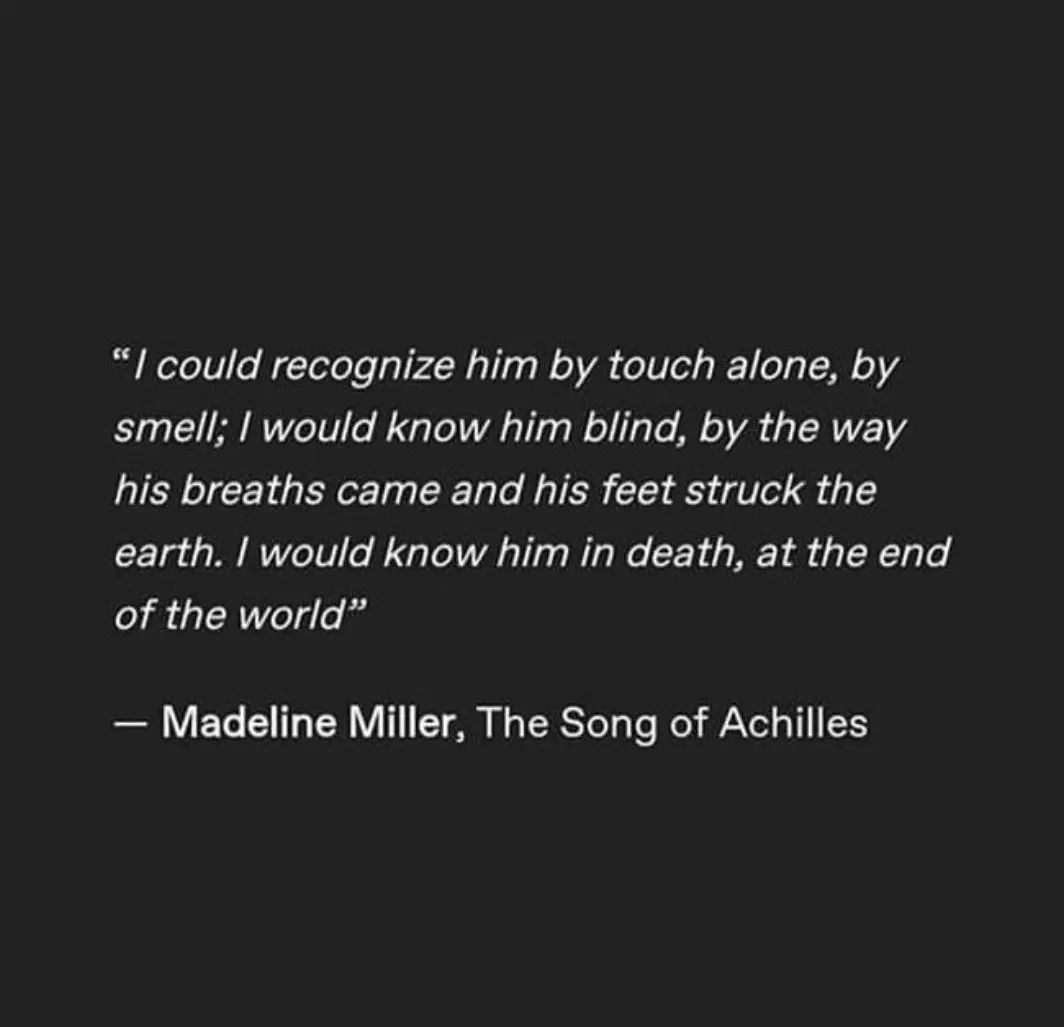 “I could recognize him by touch alone, by
smell; I would know him blind, by the way
his breaths came and his feet struck the
earth. I would know him in death, at the end
of the world”
— Madeline Miller, The Song of Achilles